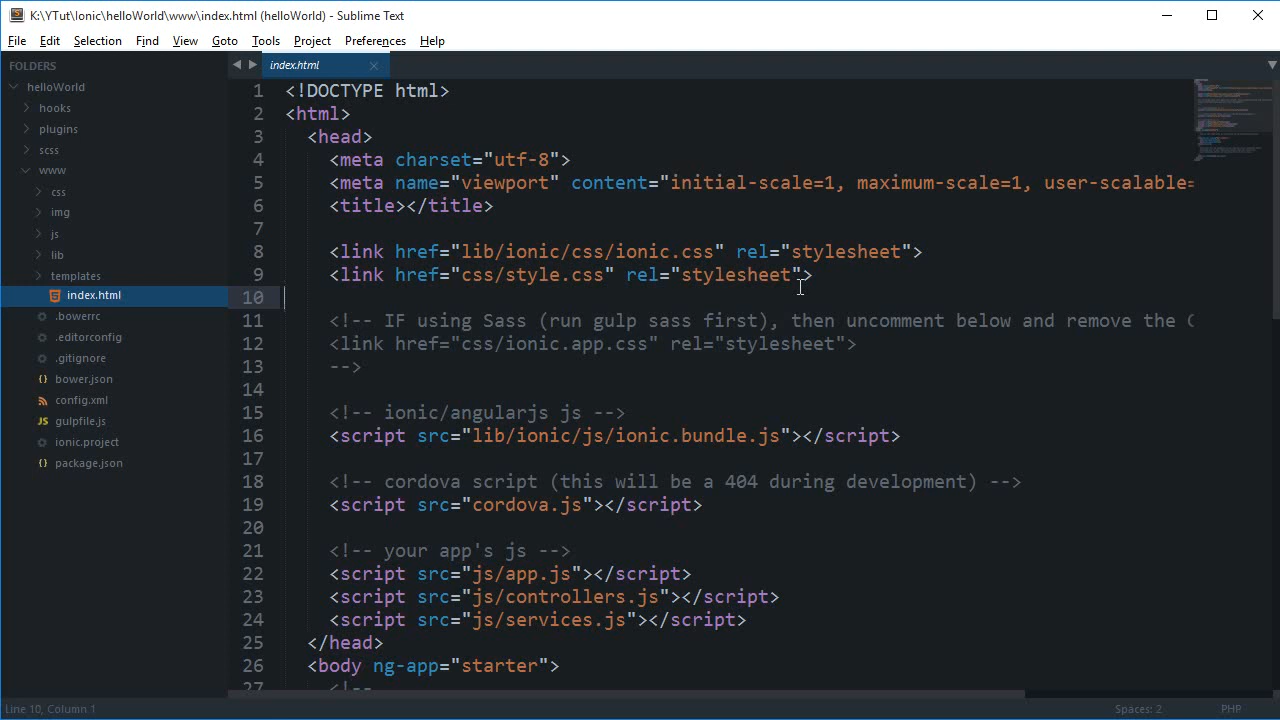 K:\YTut\Ionic\helloWorld\www\index.html (helloWorld) - Sublime Text
File Edit Selection Find View Goto Tools Project Preferences Help
FOLDERS
helloWorld
hooks
plugins
scss
www
css
img
js
lib
templates
index.html
.bowerrc
.editorconfig
.gitignore
bower.json
config.xml
gulpfile.js
ionic.project
package.json
index.html
1 <!DOCTYPE html>
2 <html>
3 <head>
4 <meta charset="utf-8">
5 <meta name="viewport" content="initial-scale=1, maximum-scale=1, user-scalable=
6 <title></title>
7
8 <link href="lib/ionic/css/ionic.css" rel="stylesheet">
9 <link href="css/style.css" rel="stylesheet">
10
11 <!-- IF using Sass (run gulp sass first), then uncomment below and remove the C
12 <link href="css/ionic.app.css" rel="stylesheet">
13 -->
14
15 <!-- ionic/angularjs js -->
16 <script src="lib/ionic/js/ionic.bundle.js"></script>
17
18 <!-- cordova script (this will be a 404 during development) -->
19 <script src="cordova.js"></script>
20
21 <!-- your app's js -->
22 <script src="js/app.js"></script>
23 <script src="js/controllers.js"></script>
24 <script src="js/services.js"></script>
25 </head>
26 <body ng-app="starter">
27 <!--
Line 10, Column 1
Spaces: 2
PHP